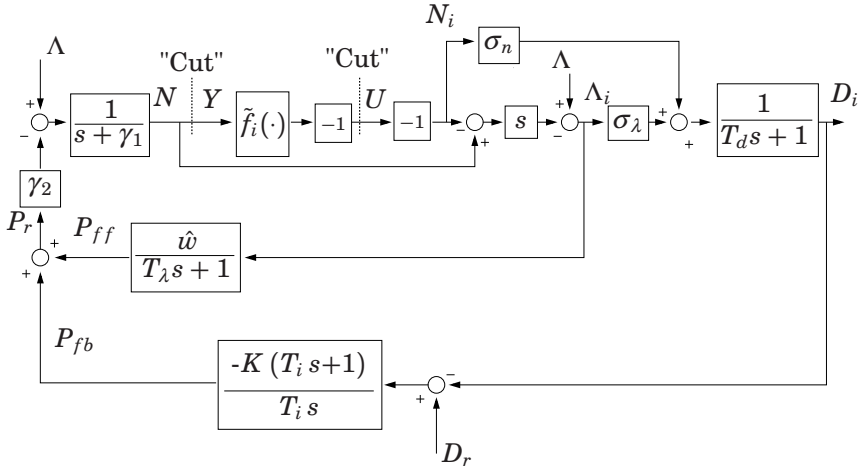 N_i
σ_n
Λ
"Cut"
"Cut"
Λ
D_i
N
Y
U
Λ_i
+
-
1
s + γ_1
f̃_i(·)
-1
-1
-
+
s
+
-
σ_λ
+
+
1
T_d s + 1
γ_2
P_r
P_ff
ŵ
T_λ s + 1
+
+
P_fb
-K (T_i s+1)
T_i s
-
+
D_r